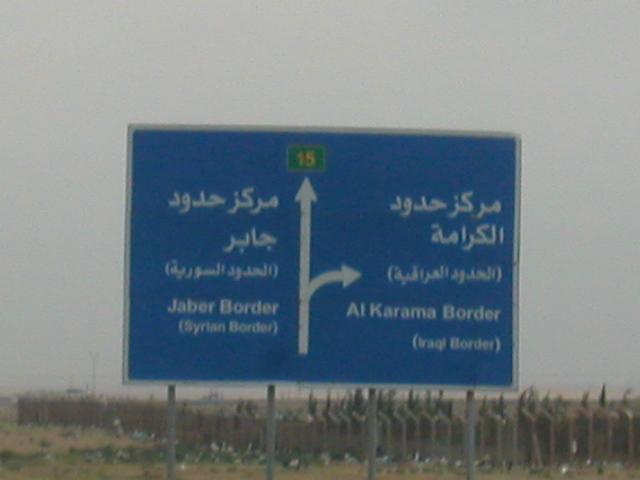 15
مركز حدود
جابر
(الحدود السورية)
Jaber Border
(Syrian Border)
مركز حدود
الكرامة
(الحدود العراقية)
Al Karama Border
(Iraqi Border)